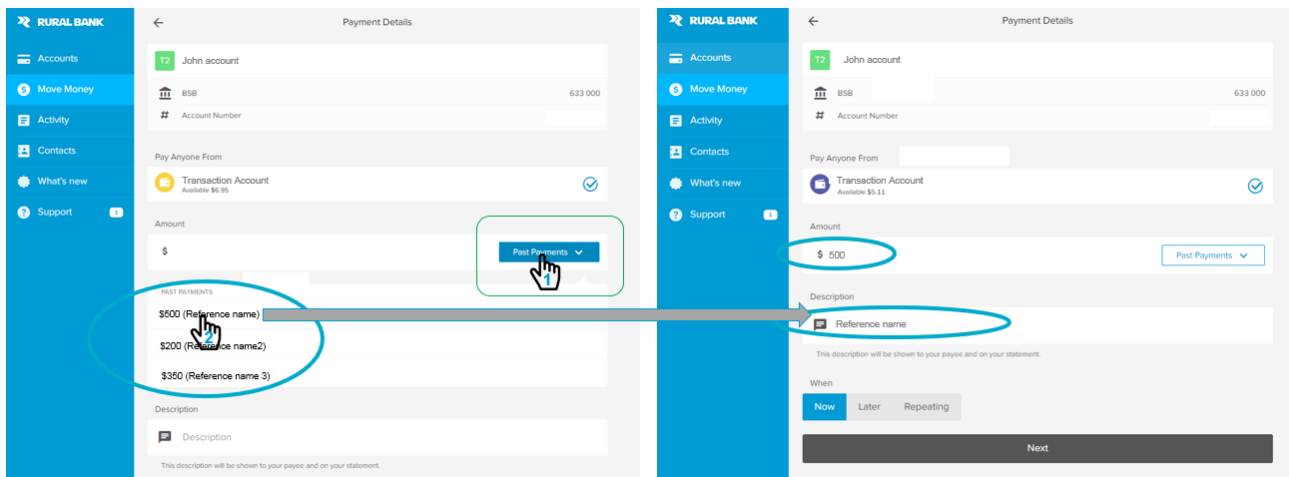 RURAL BANK
Accounts
Move Money
Activity
Contacts
What's new
Support 1
Payment Details
T2 John account
BSB 633 000
# Account Number
Pay Anyone From
Transaction Account
Available $6.95
Amount
$ Past Payments
1
PAST PAYMENTS
$500 (Reference name)
2
$200 (Reference name2)
$350 (Reference name 3)
Description
Description
This description will be shown to your payee and on your statement.
RURAL BANK
Accounts
Move Money
Activity
Contacts
What's new
Support 1
Payment Details
T2 John account
BSB 633 000
# Account Number
Pay Anyone From
Transaction Account
Available $5.11
Amount
$ 500 Past Payments
Description
Reference name
This description will be shown to your payee and on your statement.
When
Now Later Repeating
Next